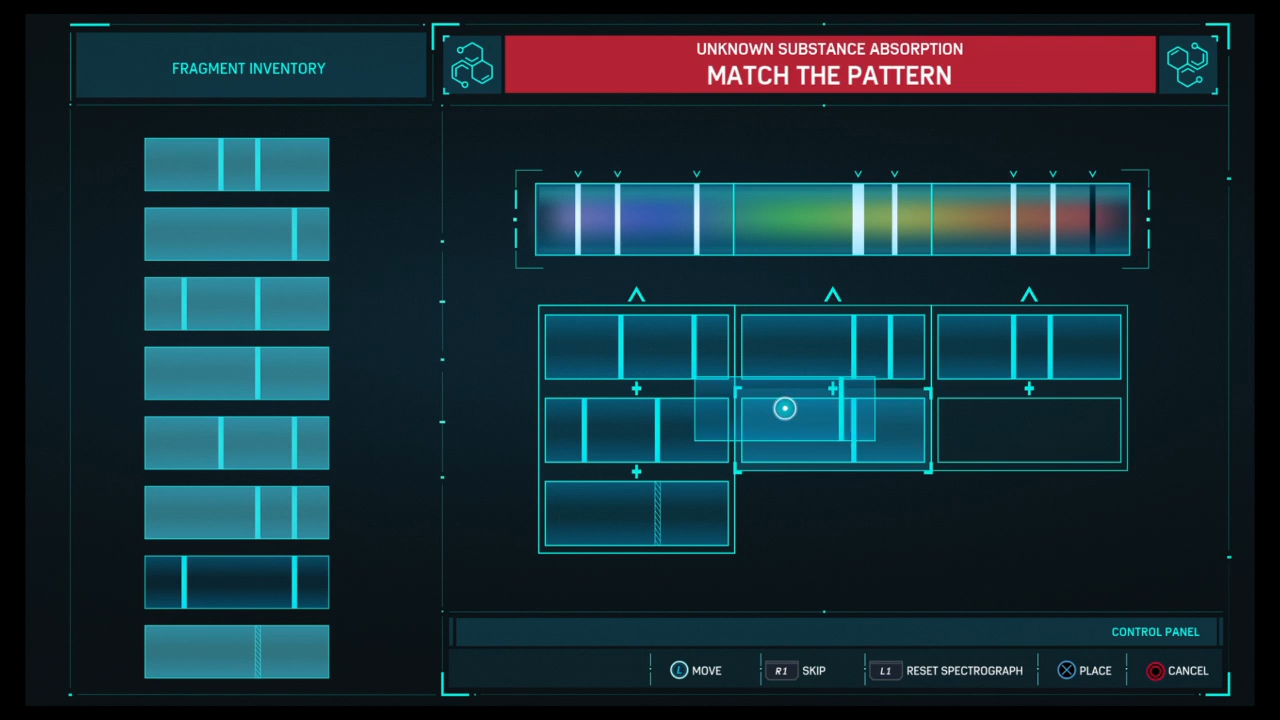 FRAGMENT INVENTORY
UNKNOWN SUBSTANCE ABSORPTION
MATCH THE PATTERN
CONTROL PANEL
L MOVE
R1 SKIP
L1 RESET SPECTROGRAPH
PLACE
CANCEL